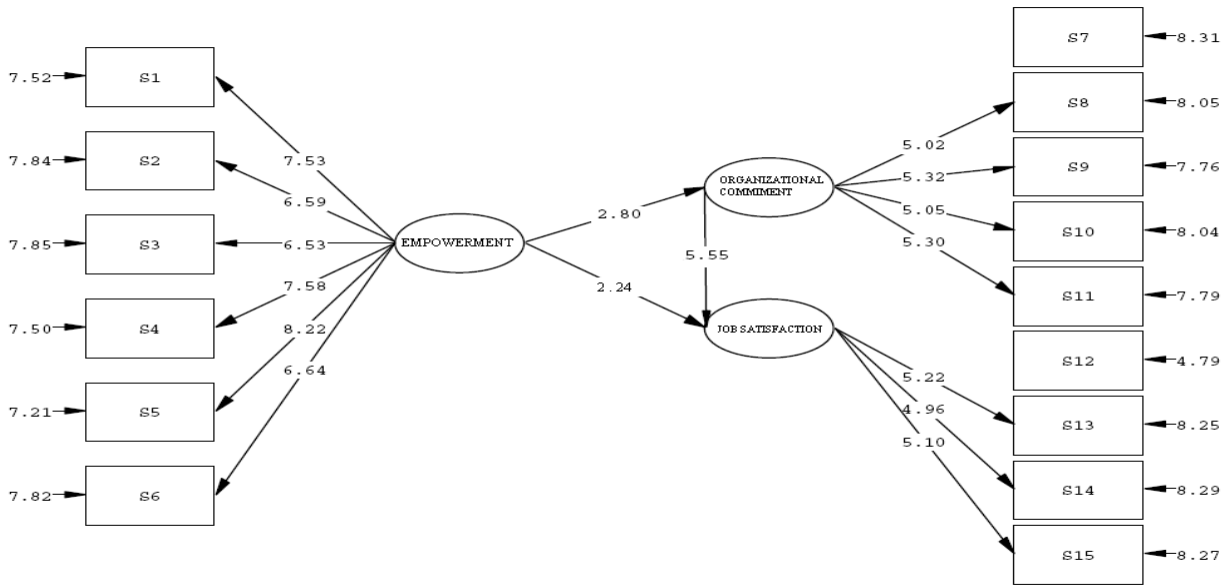 7.52
S1
7.84
S2
7.85
S3
7.50
S4
7.21
S5
7.82
S6
7.53
6.59
6.53
7.58
8.22
6.64
EMPOWERMENT
2.80
2.24
ORGANIZATIONAL
COMMIMENT
5.55
JOB SATISFACTION
5.02
5.32
5.05
5.30
5.22
4.96
5.10
S7
8.31
S8
8.05
S9
7.76
S10
8.04
S11
7.79
S12
4.79
S13
8.25
S14
8.29
S15
8.27